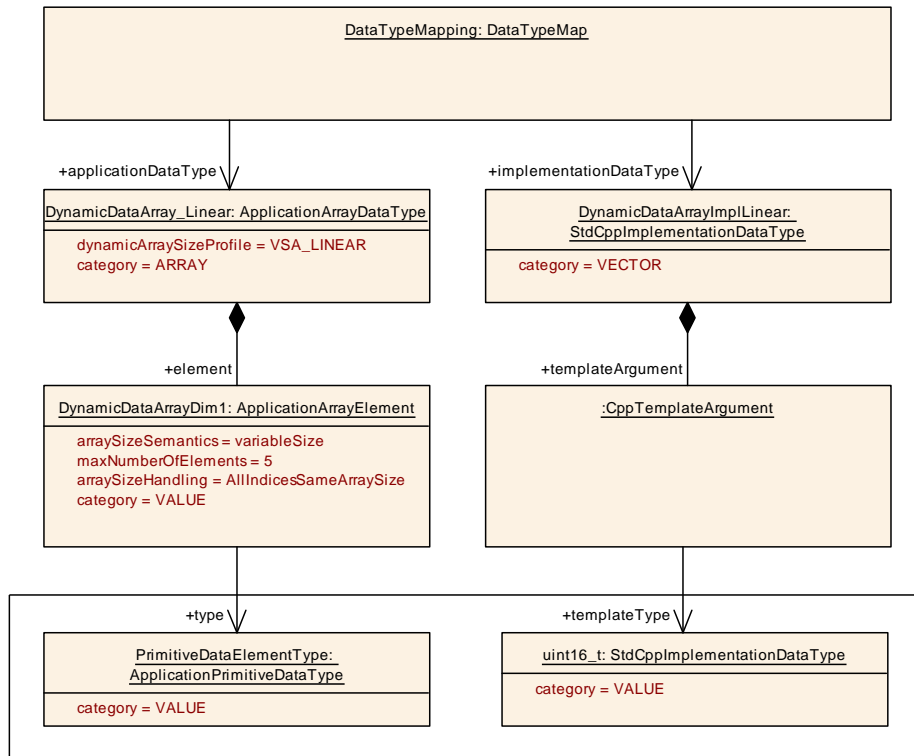 DataTypeMapping: DataTypeMap
+applicationDataType
+implementationDataType
DynamicDataArray_Linear: ApplicationArrayDataType
dynamicArraySizeProfile = VSA_LINEAR
category = ARRAY
DynamicDataArrayImplLinear:
StdCppImplementationDataType
category = VECTOR
+element
+templateArgument
DynamicDataArrayDim1: ApplicationArrayElement
arraySizeSemantics = variableSize
maxNumberOfElements = 5
arraySizeHandling = AllIndicesSameArraySize
category = VALUE
:CppTemplateArgument
+type
+templateType
PrimitiveDataElementType:
ApplicationPrimitiveDataType
category = VALUE
uint16_t: StdCppImplementationDataType
category = VALUE